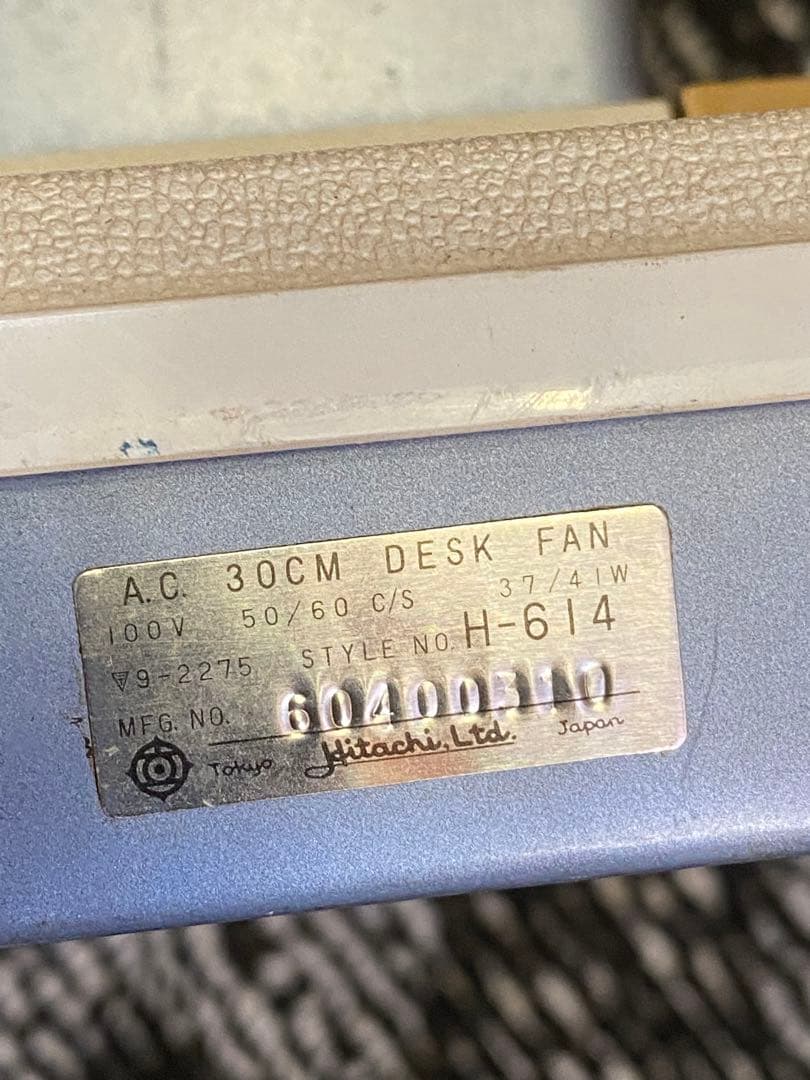 A.C. 30CM DESK FAN
100V 50/60 C/S 37/41W
〒9-2275 STYLE NO. H-614
MFG. NO. 60400310
Tokyo Hitachi, Ltd. Japan